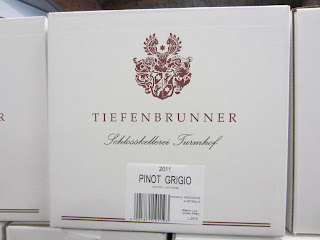 TIEFENBRUNNER
Schlosskellerei Turmhof
2011
PINOT GRIGIO